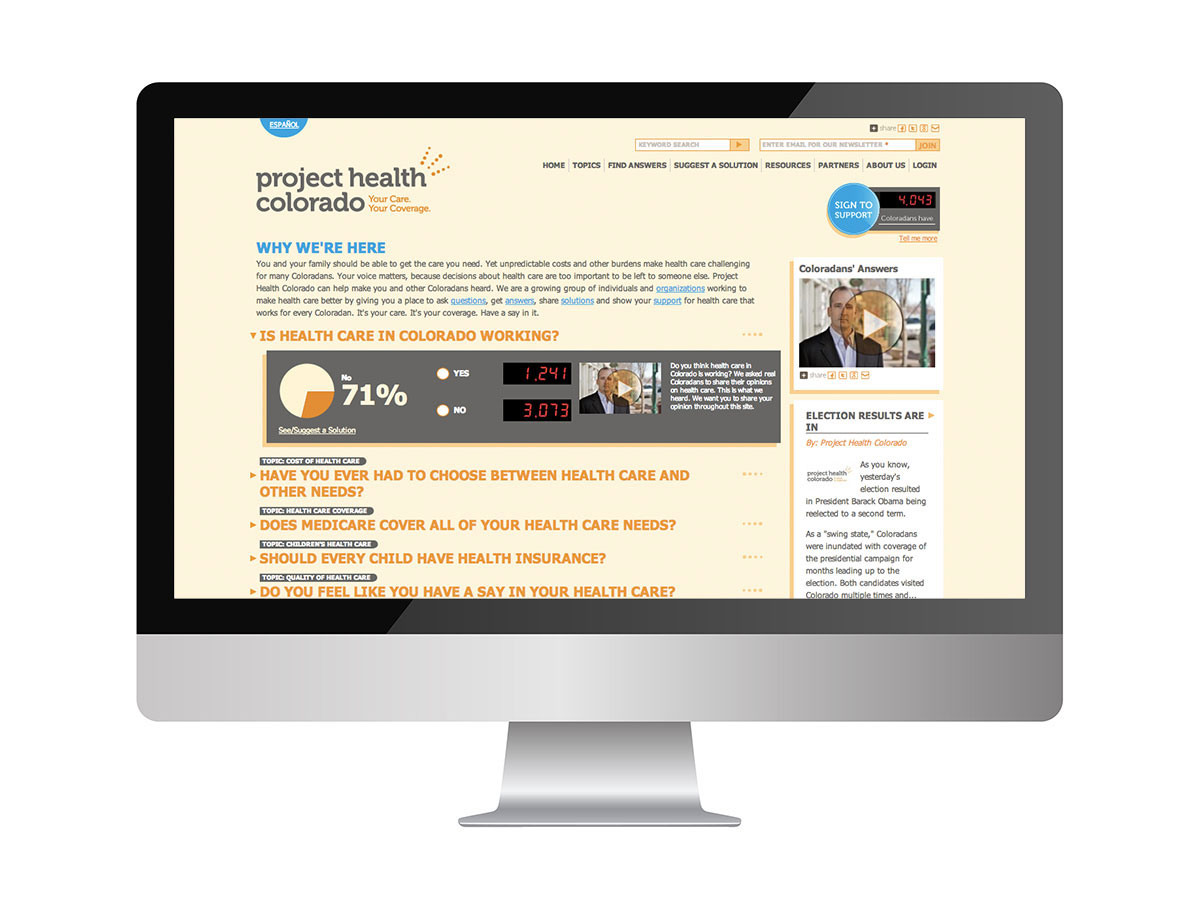 ESPAÑOL
share
KEYWORD SEARCH
ENTER EMAIL FOR OUR NEWSLETTER *
JOIN
HOME
TOPICS
FIND ANSWERS
SUGGEST A SOLUTION
RESOURCES
PARTNERS
ABOUT US
LOGIN
project health
colorado
Your Care.
Your Coverage.
SIGN TO
SUPPORT
4,043
Coloradans have
Tell me more
WHY WE'RE HERE
You and your family should be able to get the care you need. Yet unpredictable costs and other burdens make health care challenging
for many Coloradans. Your voice matters, because decisions about health care are too important to be left to someone else. Project
Health Colorado can help make you and other Coloradans heard. We are a growing group of individuals and organizations working to
make health care better by giving you a place to ask questions, get answers, share solutions and show your support for health care that
works for every Coloradan. It's your care. It's your coverage. Have a say in it.
IS HEALTH CARE IN COLORADO WORKING?
No
71%
See/Suggest a Solution
YES
1,241
NO
3,073
Do you think health care in
Colorado is working? We asked real
Coloradans to share their opinions
on health care. This is what we
heard. We want you to share your
opinion throughout this site.
TOPIC: COST OF HEALTH CARE
HAVE YOU EVER HAD TO CHOOSE BETWEEN HEALTH CARE AND
OTHER NEEDS?
TOPIC: HEALTH CARE COVERAGE
DOES MEDICARE COVER ALL OF YOUR HEALTH CARE NEEDS?
TOPIC: CHILDREN'S HEALTH CARE
SHOULD EVERY CHILD HAVE HEALTH INSURANCE?
TOPIC: QUALITY OF HEALTH CARE
DO YOU FEEL LIKE YOU HAVE A SAY IN YOUR HEALTH CARE?
Coloradans' Answers
share
ELECTION RESULTS ARE
IN
By: Project Health Colorado
project health
colorado
As you know,
yesterday's
election resulted
in President Barack Obama being
reelected to a second term.
As a "swing state," Coloradans
were inundated with coverage of
the presidential campaign for
months leading up to the
election. Both candidates visited
Colorado multiple times and...